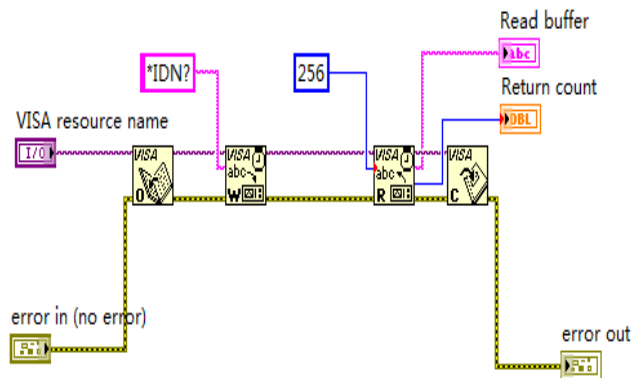 Read buffer
abc
*IDN?
256
Return count
DBL
VISA resource name
I/O
VISA
O
VISA
abc
W
VISA
abc
R
VISA
C
error in (no error)
error out